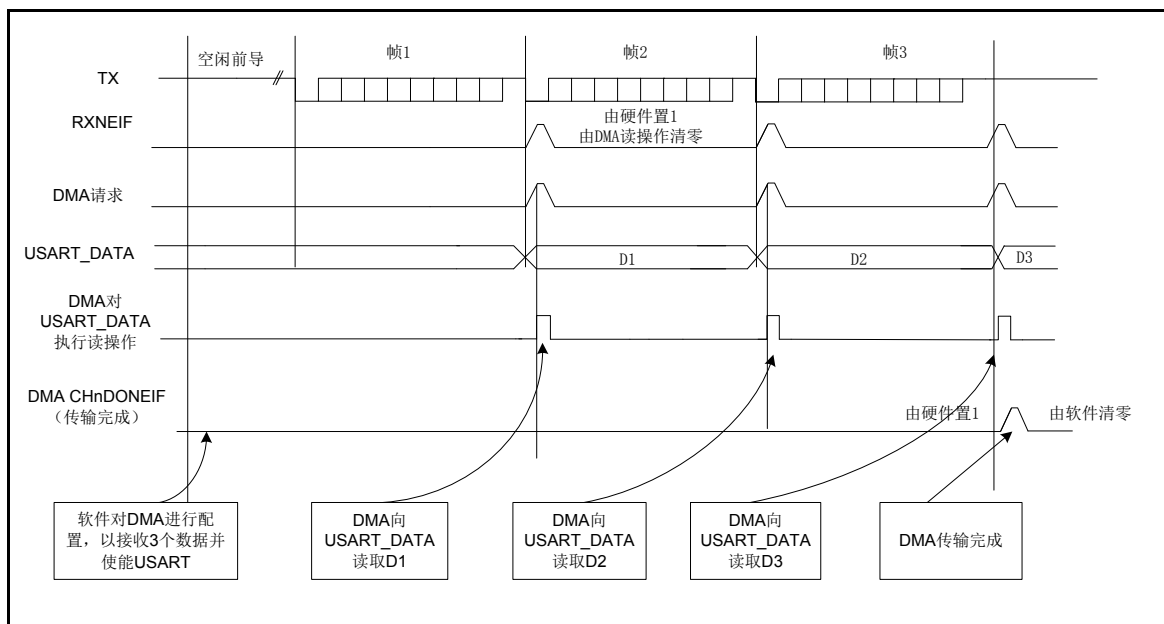 空闲前导
帧1
帧2
帧3
TX
RXNEIF
由硬件置1
由DMA读操作清零
DMA请求
USART_DATA
D1
D2
D3
DMA对
USART_DATA
执行读操作
DMA CHnDONEIF
（传输完成）
由硬件置1
由软件清零
软件对DMA进行配
置，以接收3个数据并
使能USART
DMA向
USART_DATA
读取D1
DMA向
USART_DATA
读取D2
DMA向
USART_DATA
读取D3
DMA传输完成